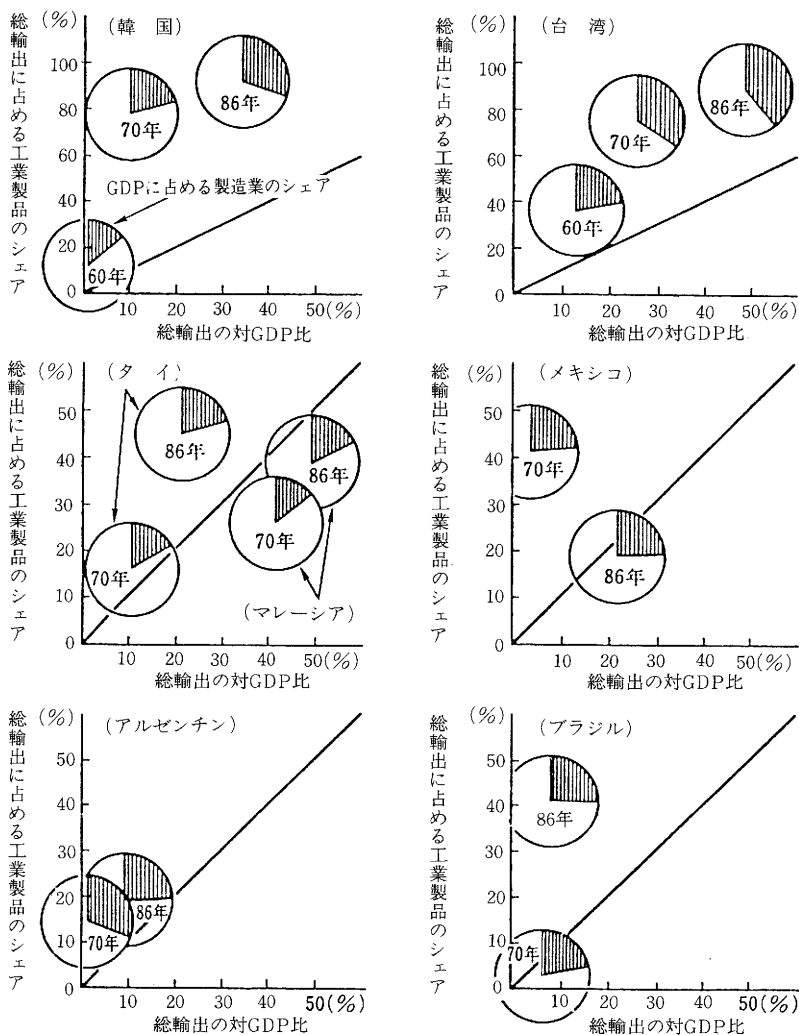 総輸出に占める工業製品のシェア
(%)
(韓 国)
100
80
60
40
20
0
70年
86年
GDPに占める製造業のシェア
60年
10 20 30 40 50(%)
総輸出の対GDP比
総輸出に占める工業製品のシェア
(%)
(台 湾)
100
80
60
40
20
0
86年
70年
60年
10 20 30 40 50(%)
総輸出の対GDP比
総輸出に占める工業製品のシェア
(%)
(タ イ)
50
40
30
20
10
0
86年
86年
70年
70年
(マレーシア)
10 20 30 40 50(%)
総輸出の対GDP比
総輸出に占める工業製品のシェア
(%)
(メキシコ)
50
40
30
20
10
0
70年
86年
10 20 30 40 50(%)
総輸出の対GDP比
総輸出に占める工業製品のシェア
(%)
(アルゼンチン)
50
40
30
20
10
0
86年
70年
10 20 30 40 50(%)
総輸出の対GDP比
総輸出に占める工業製品のシェア
(%)
(ブラジル)
50
40
30
20
10
0
86年
70年
10 20 30 40 50(%)
総輸出の対GDP比